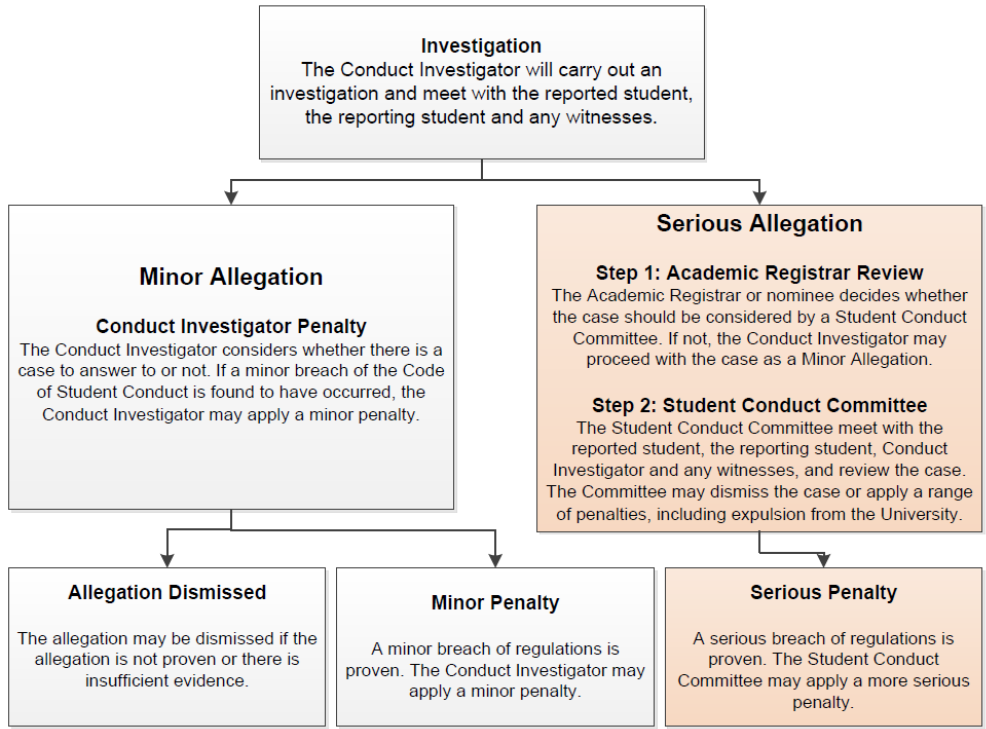 Investigation
The Conduct Investigator will carry out an
investigation and meet with the reported student,
the reporting student and any witnesses.
Minor Allegation
Conduct Investigator Penalty
The Conduct Investigator considers whether there is a
case to answer to or not. If a minor breach of the Code
of Student Conduct is found to have occurred, the
Conduct Investigator may apply a minor penalty.
Serious Allegation
Step 1: Academic Registrar Review
The Academic Registrar or nominee decides whether
the case should be considered by a Student Conduct
Committee. If not, the Conduct Investigator may
proceed with the case as a Minor Allegation.
Step 2: Student Conduct Committee
The Student Conduct Committee meet with the
reported student, the reporting student, Conduct
Investigator and any witnesses, and review the case.
The Committee may dismiss the case or apply a range
of penalties, including expulsion from the University.
Allegation Dismissed
The allegation may be dismissed if the
allegation is not proven or there is
insufficient evidence.
Minor Penalty
A minor breach of regulations is
proven. The Conduct Investigator may
apply a minor penalty.
Serious Penalty
A serious breach of regulations is
proven. The Student Conduct
Committee may apply a more serious
penalty.